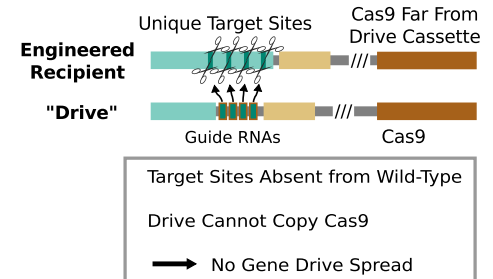 Unique Target Sites
Cas9 Far From
Drive Cassette
Engineered
Recipient
///
"Drive"
///
Guide RNAs
Cas9
Target Sites Absent from Wild-Type
Drive Cannot Copy Cas9
No Gene Drive Spread